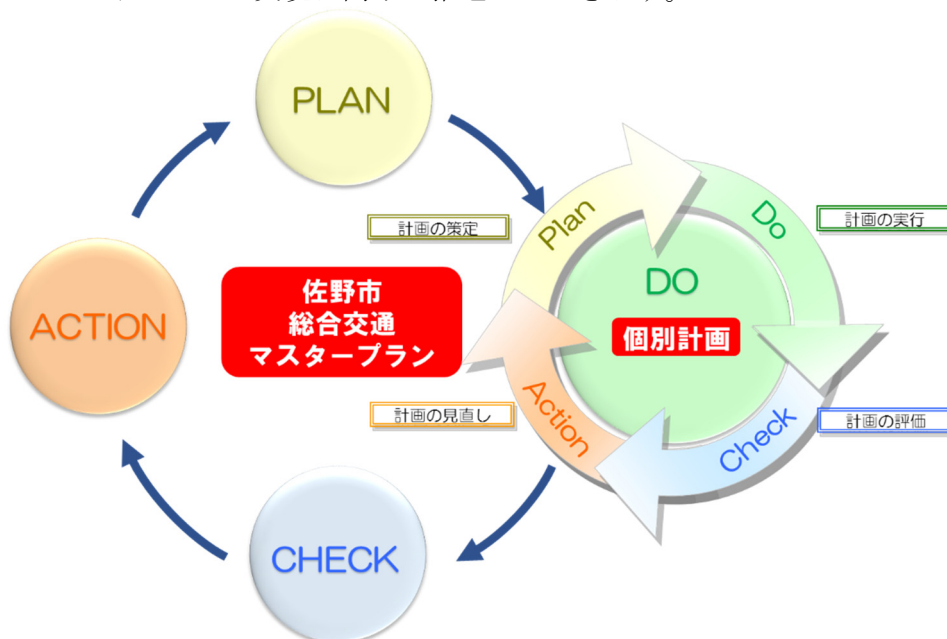 PLAN
計画の策定
Plan
Do
計画の実行
佐野市
総合交通
マスタープラン
DO
個別計画
ACTION
計画の見直し
Action
Check
計画の評価
CHECK